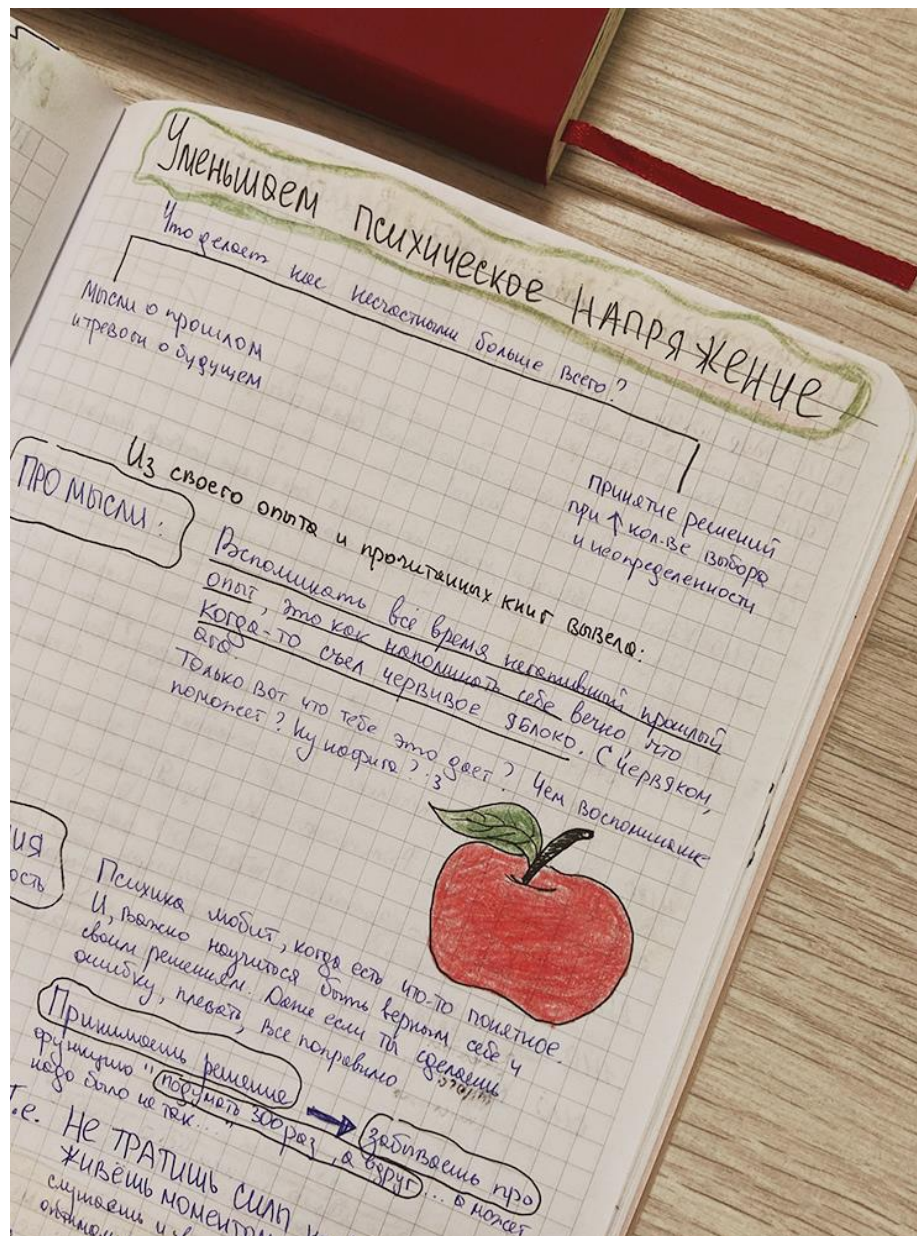 Уменьшаем психическое НАПРЯЖЕНИЕ
Что делает нас несчастными больше всего?
Мысли о прошлом
и тревоги о будущем
принятие решений
при ↑ кол-ве выбора
и неопределенности
Из своего опыта и прочитанных книг вывела:
ПРО МЫСЛИ:
Вспоминать всё время негативный прошлый
опыт, это как напоминать себе вечно что
когда-то съел червивое яблоко. С червяком,
ага.
Только вот что тебе это дает? Чем воспоминание
поможет? Ну нафига? :3
ИЯ
ость
Психика любит, когда есть что-то понятное.
И, важно научиться быть верным себе и
своим решениям. Даже если ты сделаешь
ошибку, плевать, все поправимо
Принимаешь решение → забываешь про
функцию "подумать 300 раз, а вдруг... а может
надо было не так..."
Т.е. НЕ ТРАТИШЬ СИЛЫ
живёшь моментом
слушаешь и